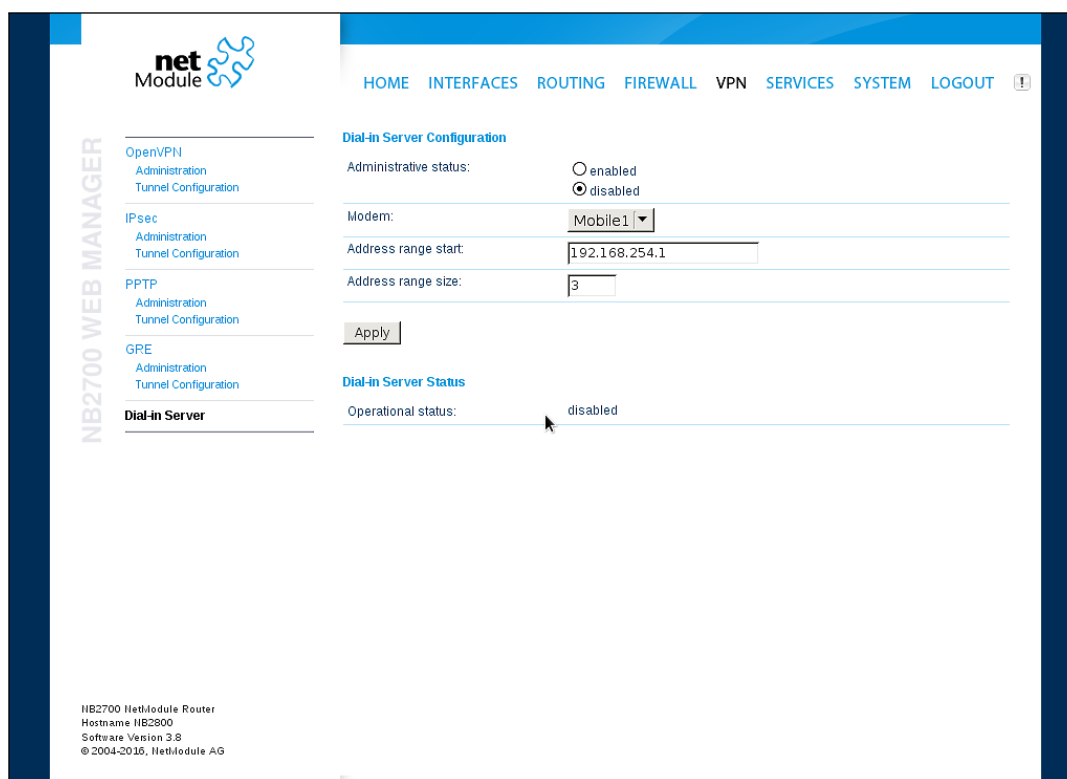 net
Module
HOME INTERFACES ROUTING FIREWALL VPN SERVICES SYSTEM LOGOUT !
NB2700 WEB MANAGER
OpenVPN
Administration
Tunnel Configuration
IPsec
Administration
Tunnel Configuration
PPTP
Administration
Tunnel Configuration
GRE
Administration
Tunnel Configuration
Dial-in Server
Dial-in Server Configuration
Administrative status:
enabled
disabled
Modem: Mobile1
Address range start: 192.168.254.1
Address range size: 3
Apply
Dial-in Server Status
Operational status: disabled
NB2700 NetModule Router
Hostname NB2800
Software Version 3.8
© 2004-2016, NetModule AG